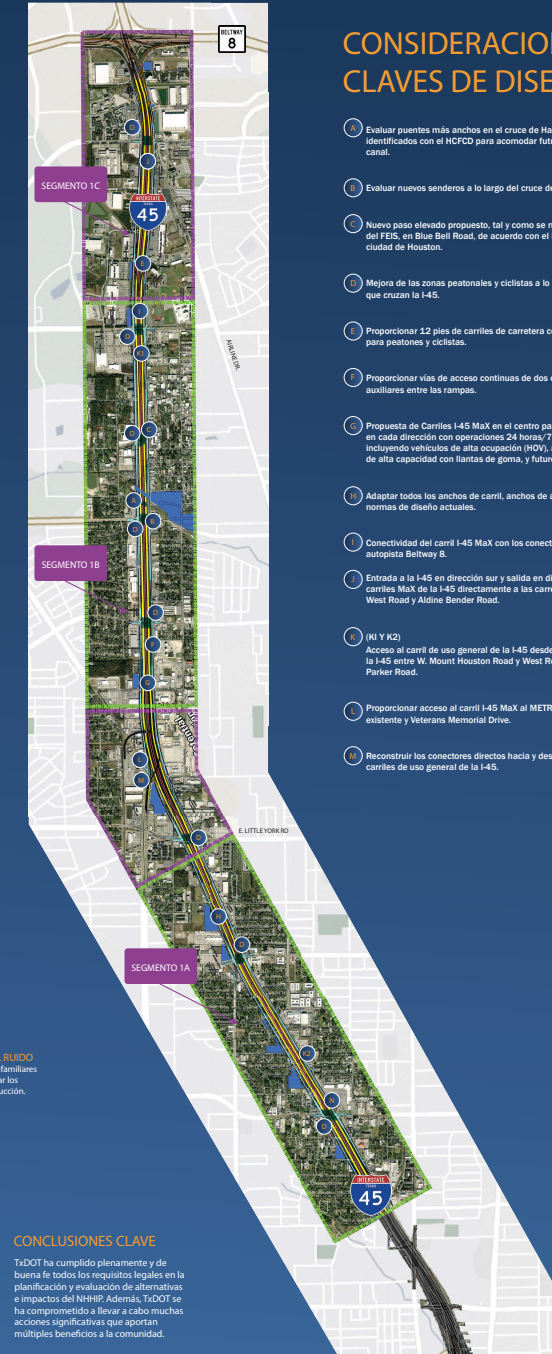 BELTWAY
8
CONSIDERACION
CLAVES DE DISE
A Evaluar puentes más anchos en el cruce de Ha
identificados con el HCFCD para acomodar futu
canal.
B Evaluar nuevos senderos a lo largo del cruce de
C Nuevo paso elevado propuesto, tal y como se m
del FEIS, en Blue Bell Road, de acuerdo con el
ciudad de Houston.
D Mejora de las zonas peatonales y ciclistas a lo
que cruzan la I-45.
E Proporcionar 12 pies de carriles de carretera co
para peatones y ciclistas.
F Proporcionar vías de acceso continuas de dos o
auxiliares entre las rampas.
G Propuesta de Carriles I-45 MaX en el centro pa
en cada dirección con operaciones 24 horas/7
incluyendo vehículos de alta ocupación (HOV),
de alta capacidad con llantas de goma, y futur
H Adaptar todos los anchos de carril, anchos de a
normas de diseño actuales.
I Conectividad del carril I-45 MaX con los conect
autopista Beltway 8.
J Entrada a la I-45 en dirección sur y salida en di
carriles MaX de la I-45 directamente a las carre
West Road y Aldine Bender Road.
K (KI Y K2)
Acceso al carril de uso general de la I-45 desde
la I-45 entre W. Mount Houston Road y West Ro
Parker Road.
L Proporcionar acceso al carril I-45 MaX al METR
existente y Veterans Memorial Drive.
M Reconstruir los conectores directos hacia y des
carriles de uso general de la I-45.
D
J
SEGMENTO 1C
INTERSTATE
TEXAS
45
E
I
D
K1
AIRLINE DR.
D
C
A
B
D
SEGMENTO 1B
D
F
G
L
M
D
E. LITTLE YORK RD
H
D
SEGMENTO 1A
K2
N
D
INTERSTATE
TEXAS
45
L RUIDO
familiares
ar los
ucción.
CONCLUSIONES CLAVE
TxDOT ha cumplido plenamente y de
buena fe todos los requisitos legales en la
planificación y evaluación de alternativas
e impactos del NHHIP. Además, TxDOT se
ha comprometido a llevar a cabo muchas
acciones significativas que aportan
múltiples beneficios a la comunidad.